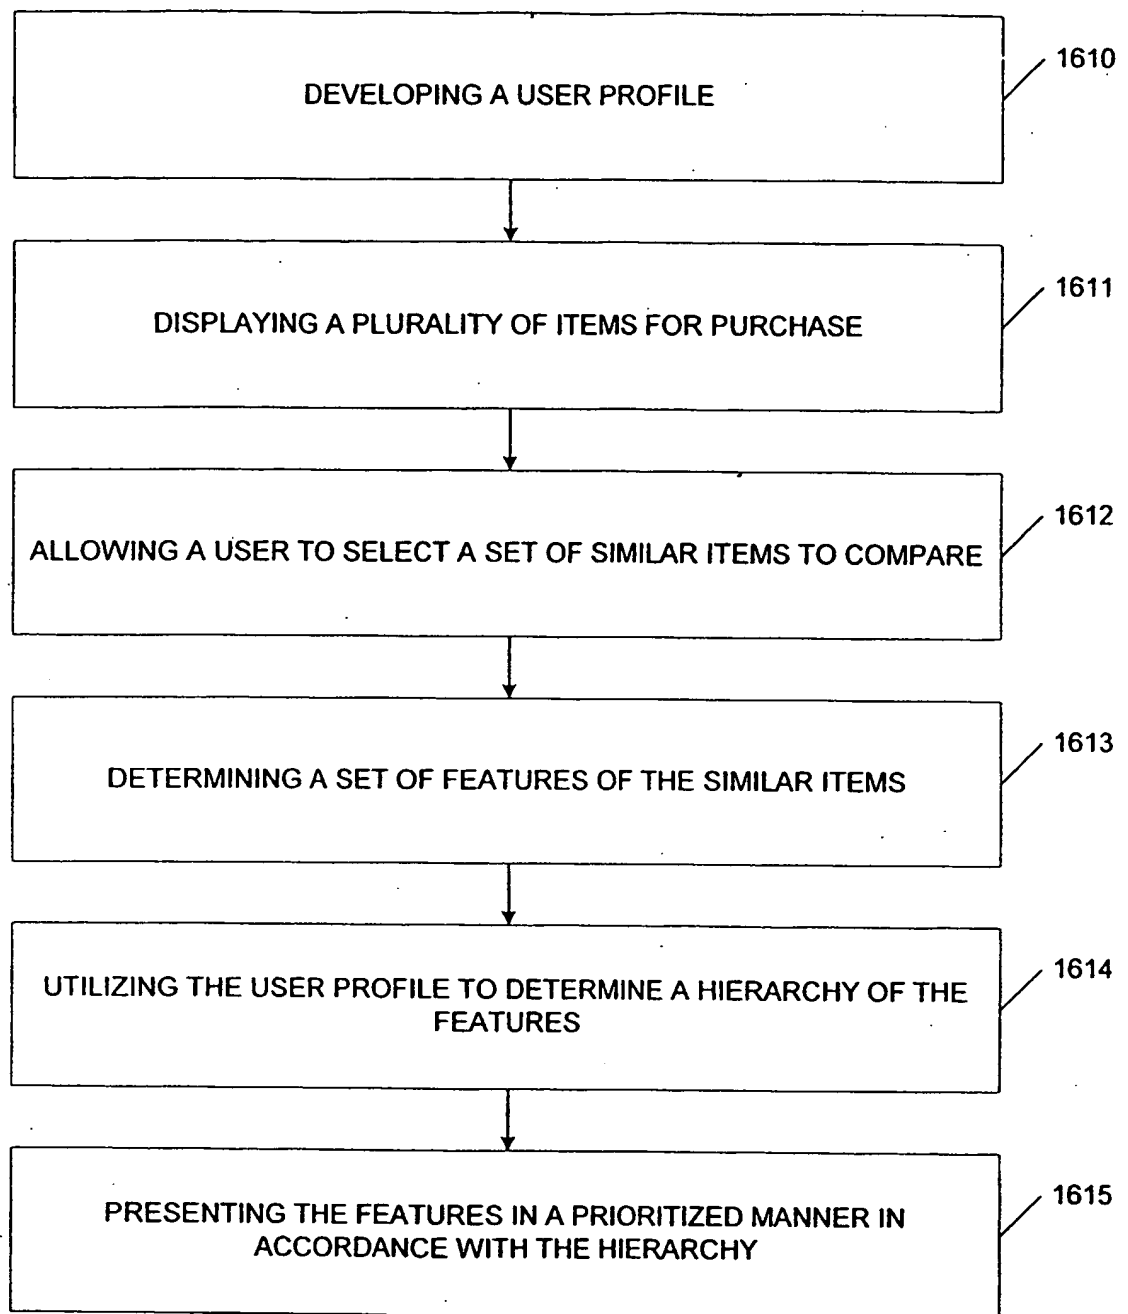 1610
DEVELOPING A USER PROFILE
1611
DISPLAYING A PLURALITY OF ITEMS FOR PURCHASE
1612
ALLOWING A USER TO SELECT A SET OF SIMILAR ITEMS TO COMPARE
1613
DETERMINING A SET OF FEATURES OF THE SIMILAR ITEMS
1614
UTILIZING THE USER PROFILE TO DETERMINE A HIERARCHY OF THE
FEATURES
1615
PRESENTING THE FEATURES IN A PRIORITIZED MANNER IN
ACCORDANCE WITH THE HIERARCHY